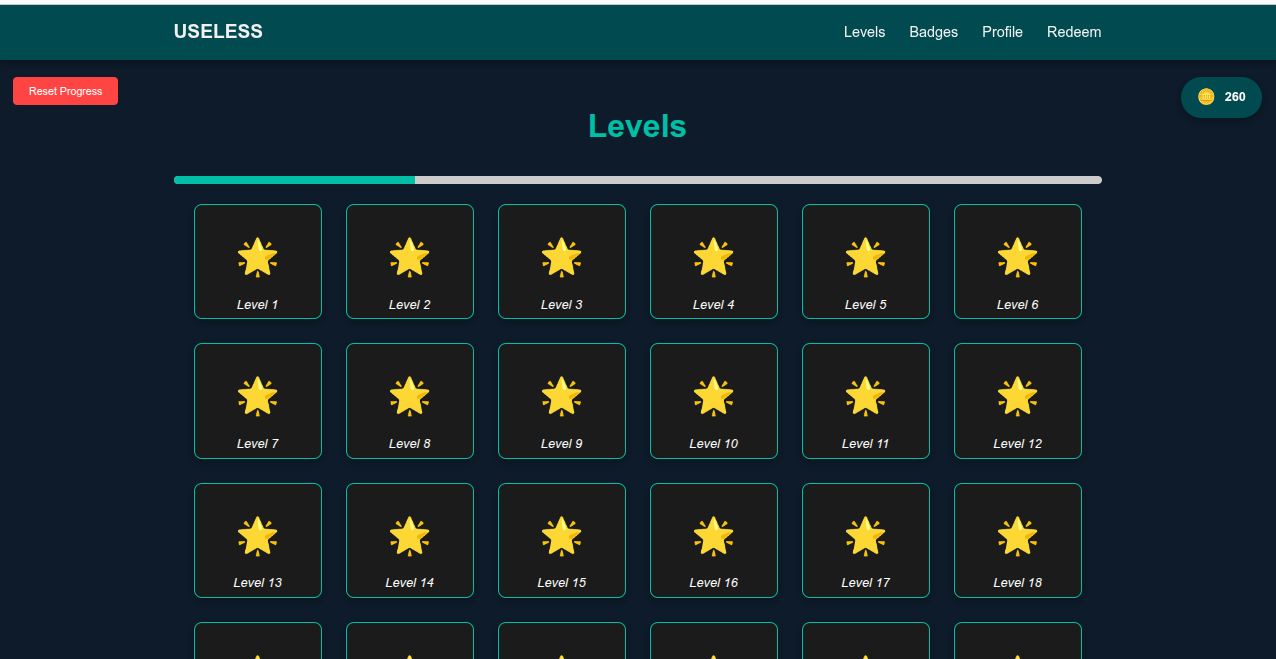 USELESS
Levels Badges Profile Redeem
Reset Progress
260
Levels
Level 1 Level 2 Level 3 Level 4 Level 5 Level 6
Level 7 Level 8 Level 9 Level 10 Level 11 Level 12
Level 13 Level 14 Level 15 Level 16 Level 17 Level 18